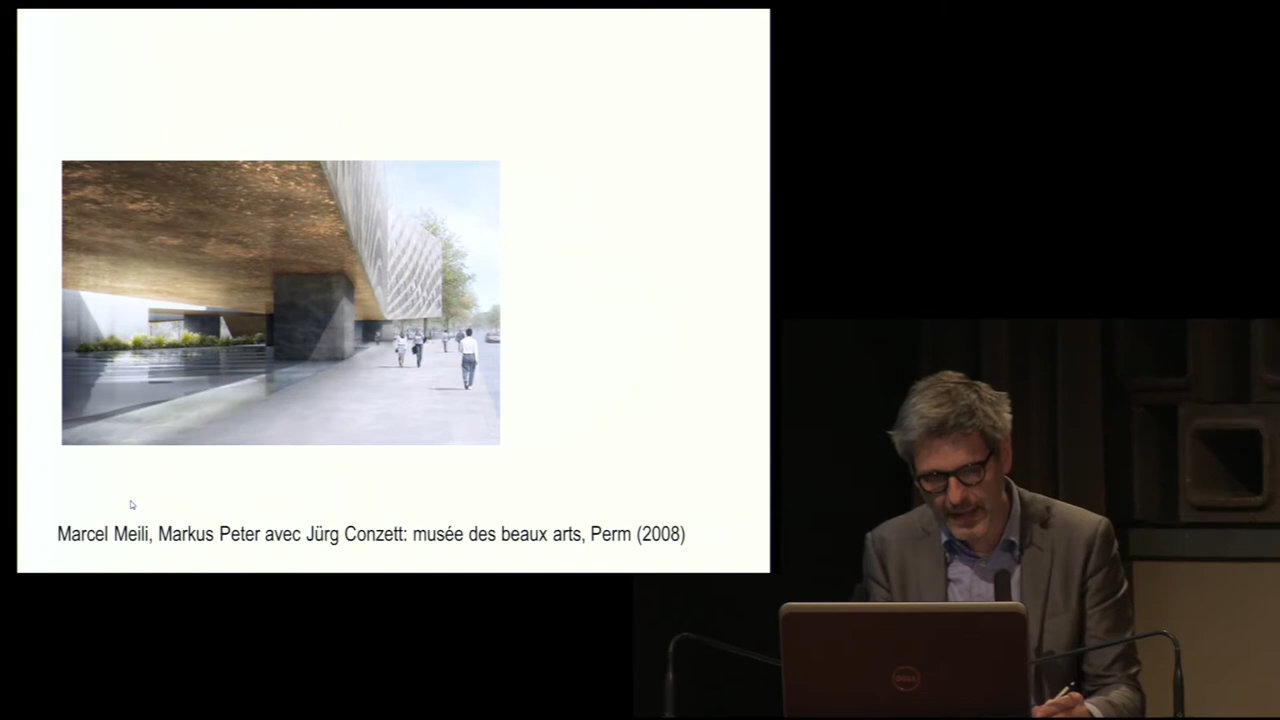 Marcel Meili, Markus Peter avec Jürg Conzett: musée des beaux arts, Perm (2008)
DELL